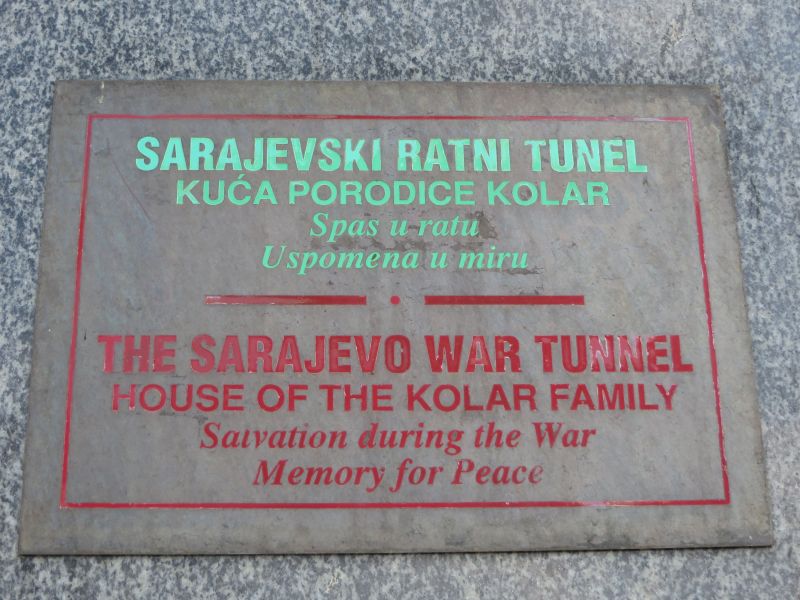 SARAJEVSKI RATNI TUNEL
KUĆA PORODICE KOLAR
Spas u ratu
Uspomena u miru
THE SARAJEVO WAR TUNNEL
HOUSE OF THE KOLAR FAMILY
Salvation during the War
Memory for Peace